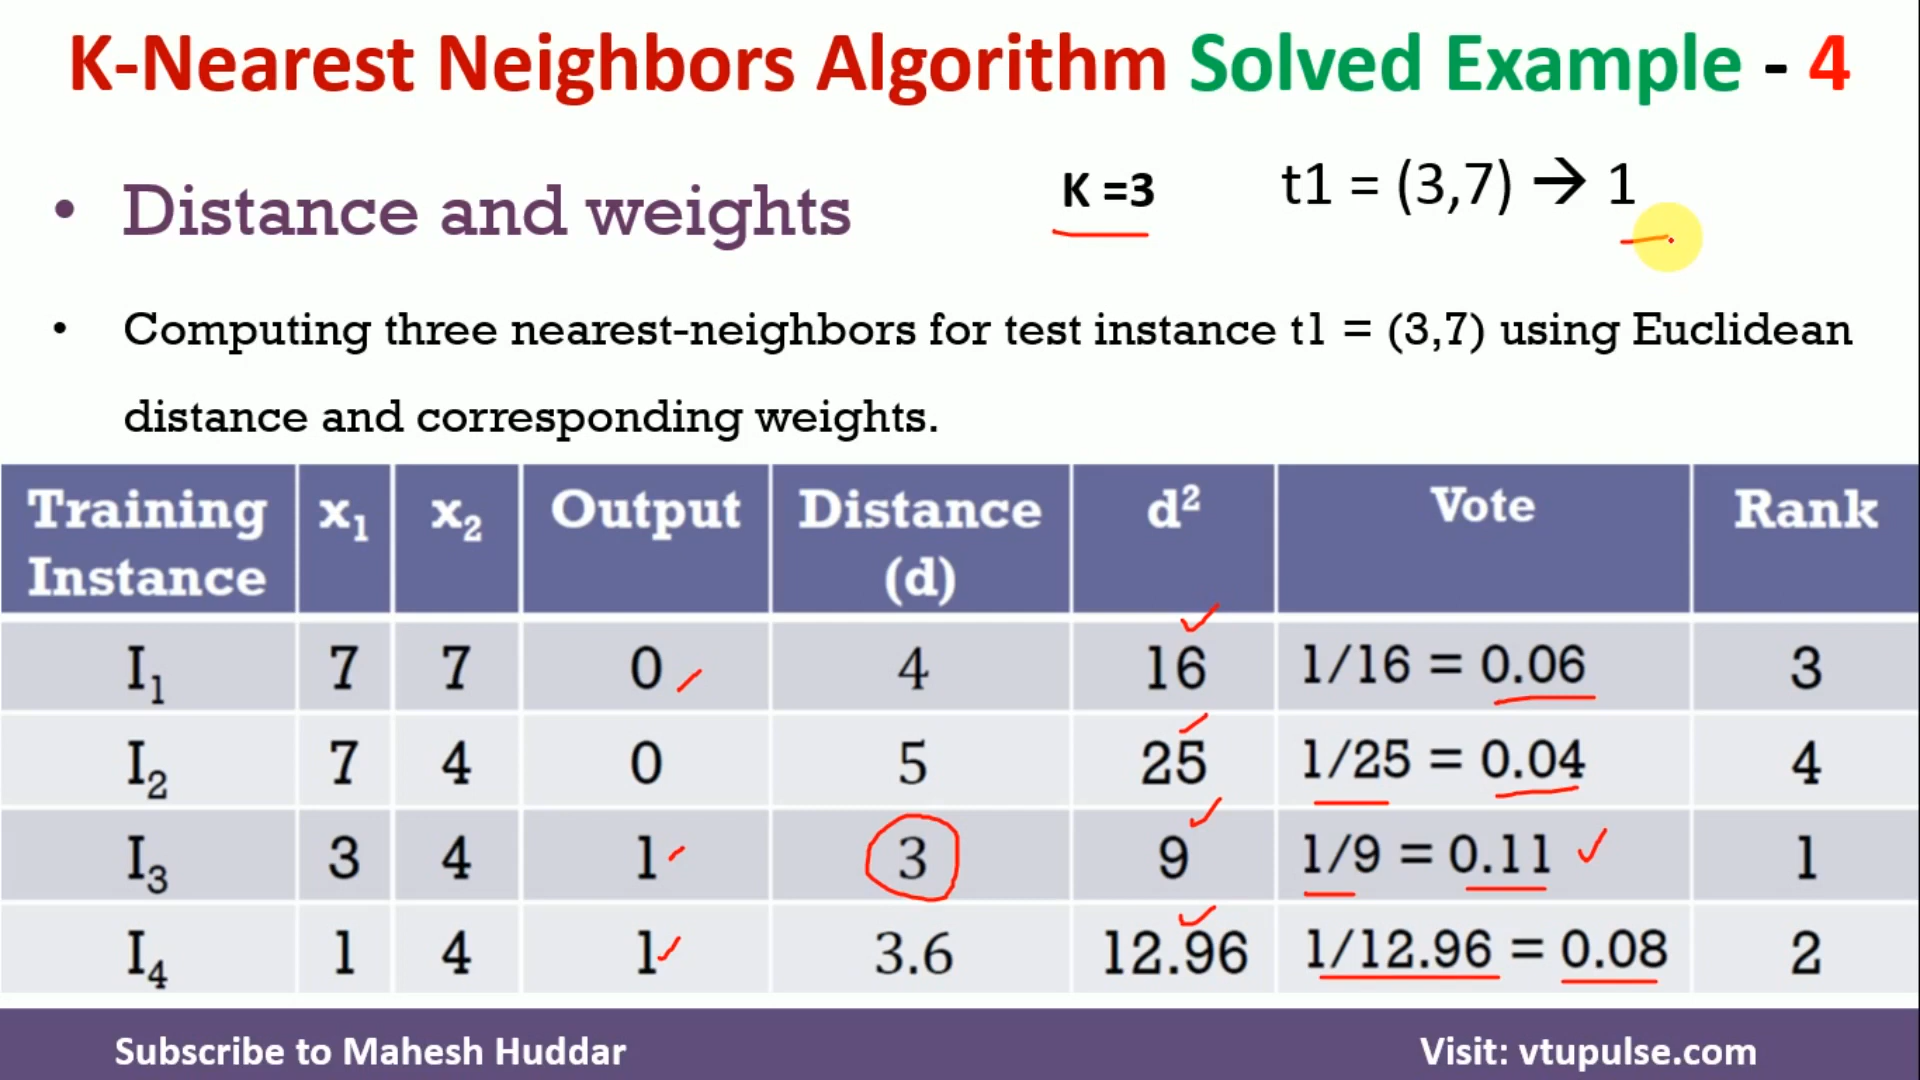 K-Nearest Neighbors Algorithm Solved Example - 4
• Distance and weights
K =3
t1 = (3,7) → 1
• Computing three nearest-neighbors for test instance t1 = (3,7) using Euclidean
distance and corresponding weights.
Training Instance x₁ x₂ Output Distance (d) d² Vote Rank
I₁ 7 7 0 4 16 1/16 = 0.06 3
I₂ 7 4 0 5 25 1/25 = 0.04 4
I₃ 3 4 1 3 9 1/9 = 0.11 1
I₄ 1 4 1 3.6 12.96 1/12.96 = 0.08 2
Subscribe to Mahesh Huddar
Visit: vtupulse.com